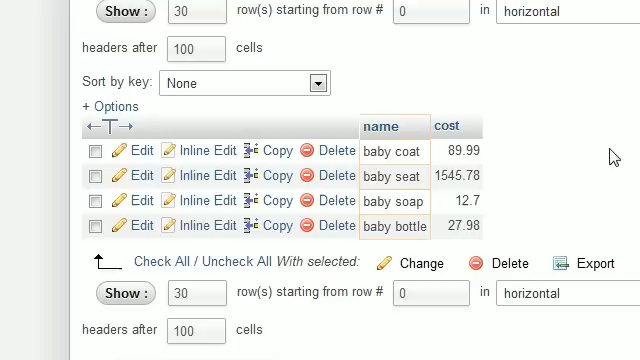 Show : 30 row(s) starting from row # 0 in horizontal
headers after 100 cells
Sort by key: None
+ Options
←T→ name cost
Edit Inline Edit Copy Delete baby coat 89.99
Edit Inline Edit Copy Delete baby seat 1545.78
Edit Inline Edit Copy Delete baby soap 12.7
Edit Inline Edit Copy Delete baby bottle 27.98
Check All / Uncheck All With selected: Change Delete Export
Show : 30 row(s) starting from row # 0 in horizontal
headers after 100 cells